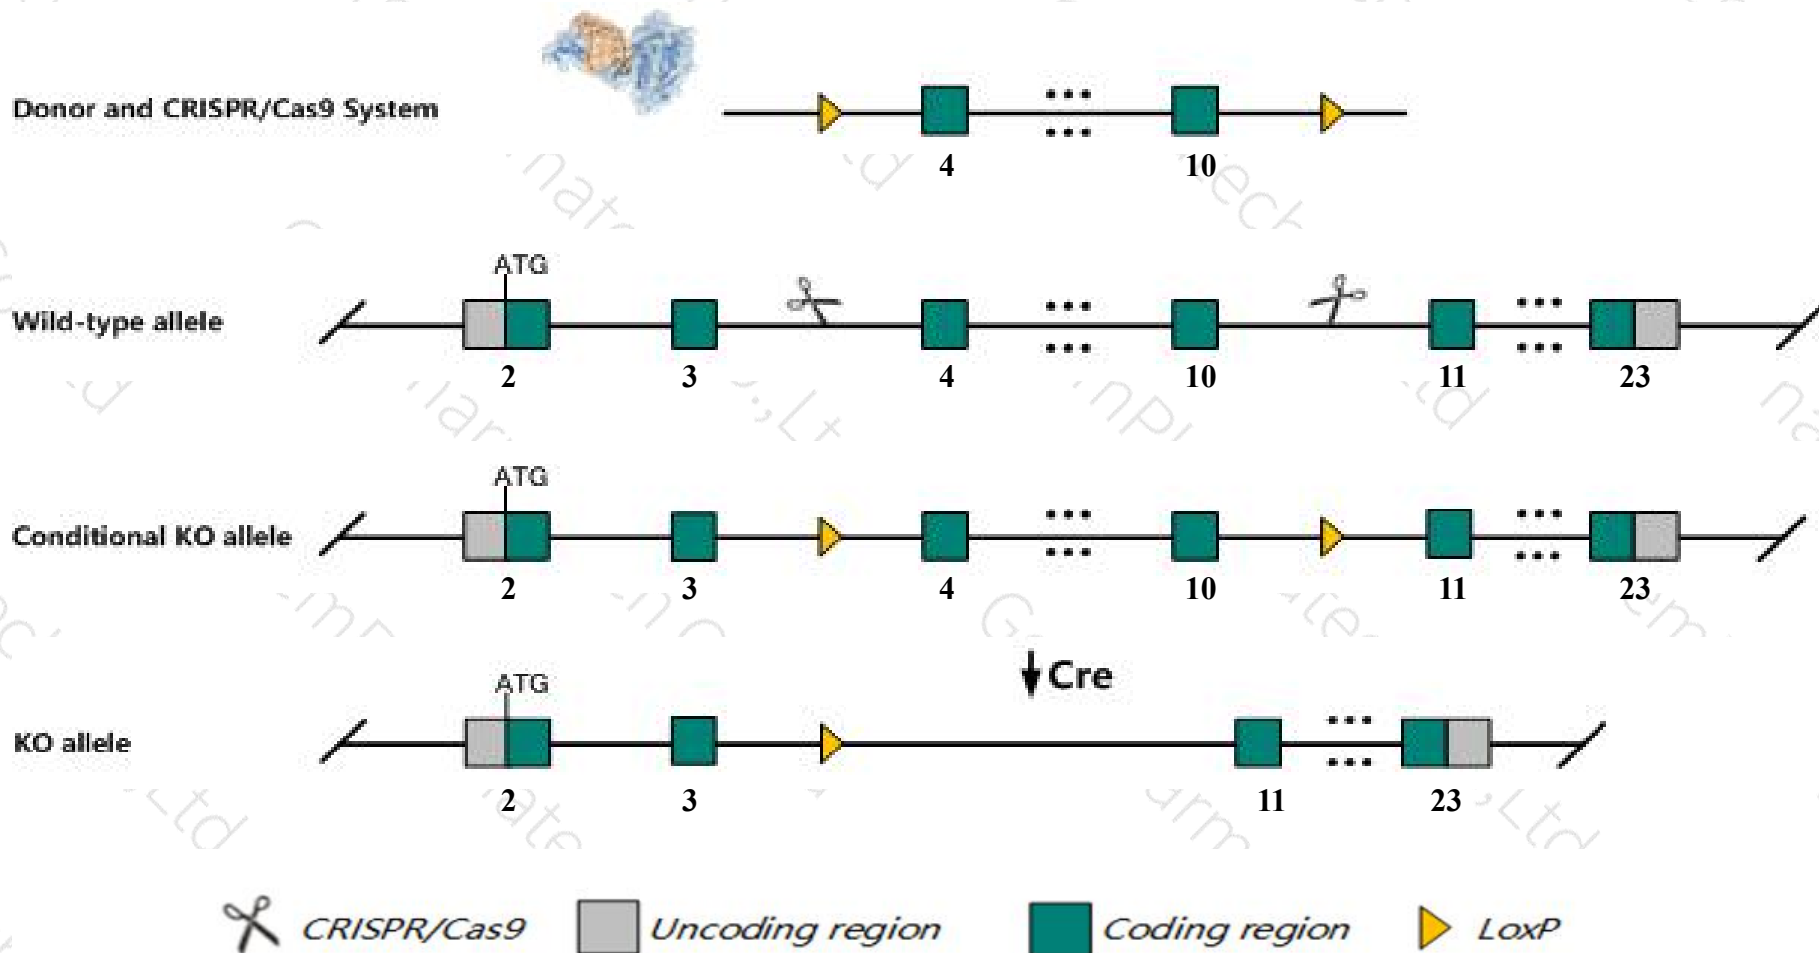 Donor and CRISPR/Cas9 System
4 10
ATG
Wild-type allele
2 3 4 10 11 23
ATG
Conditional KO allele
2 3 4 10 11 23
Cre
ATG
KO allele
2 3 11 23
CRISPR/Cas9 Uncoding region Coding region LoxP